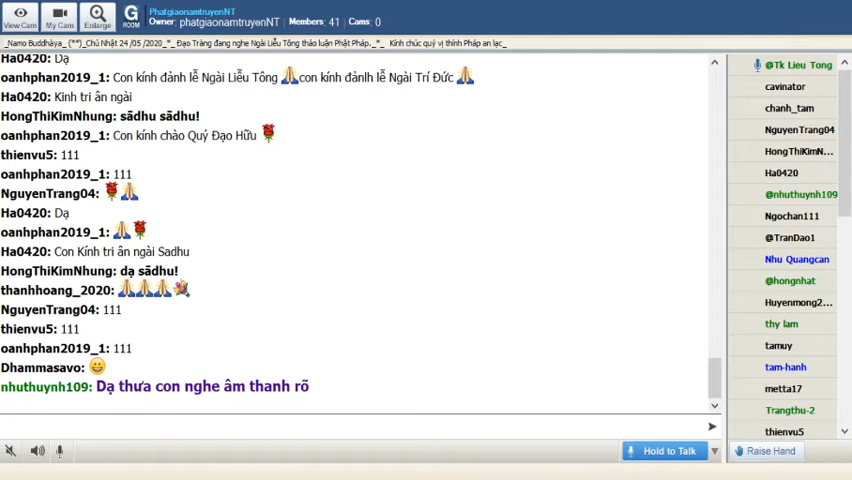 View Cam
My Cam
Enlarge
G
ROOM
PhatgiaonamtruyenNT
Owner: phatgiaonamtruyenNT Members: 41 Cams: 0
_Namo Buddhāya_ (**)_Chủ Nhật 24 /05 /2020_*_ Đạo Tràng đang nghe Ngài Liễu Tông thảo luận Phật Pháp._*_ Kính chúc quý vị thính Pháp an lạc_
Ha0420: Dạ
oanhphan2019_1: Con kính đảnh lễ Ngài Liễu Tông 🙏con kính đảnlh lễ Ngài Trí Đức 🙏
Ha0420: Kinh tri ân ngài
HongThiKimNhung: sādhu sādhu!
oanhphan2019_1: Con kính chào Quý Đạo Hữu 🌹
thienvu5: 111
oanhphan2019_1: 111
NguyenTrang04: 🌹🙏
Ha0420: Dạ
oanhphan2019_1: 🙏🌹
Ha0420: Con Kính tri ân ngài Sadhu
HongThiKimNhung: dạ sādhu!
thanhhoang_2020: 🙏🙏🙏💐
NguyenTrang04: 111
thienvu5: 111
oanhphan2019_1: 111
Dhammasavo: 😀
nhuthuynh109: Dạ thưa con nghe âm thanh rõ
Hold to Talk
@Tk Lieu Tong
cavinator
chanh_tam
NguyenTrang04
HongThiKimN...
Ha0420
@nhuthuynh109
Ngochan111
@TranDao1
Nhu Quangcan
@hongnhat
Huyenmong2...
thy lam
tamuy
tam-hanh
metta17
Trangthu-2
thienvu5
Raise Hand